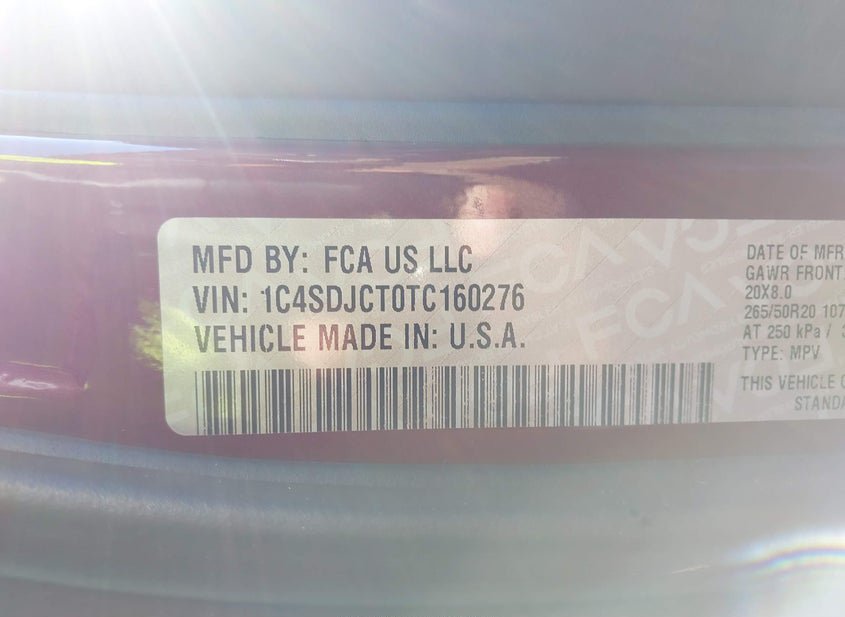 MFD BY: FCA US LLC
VIN: 1C4SDJCT0TC160276
VEHICLE MADE IN: U.S.A.
DATE OF MFR
GAWR FRONT
20X8.0
265/50R20 107
AT 250 kPa /
TYPE: MPV
THIS VEHICLE
STANDA